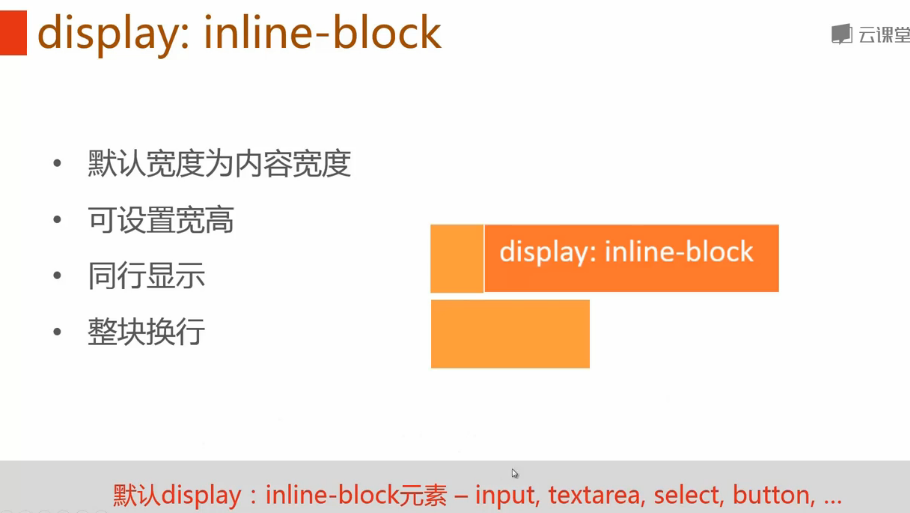 display: inline-block
云课堂
• 默认宽度为内容宽度
• 可设置宽高
• 同行显示
• 整块换行
display: inline-block
默认display：inline-block元素 – input, textarea, select, button, ...